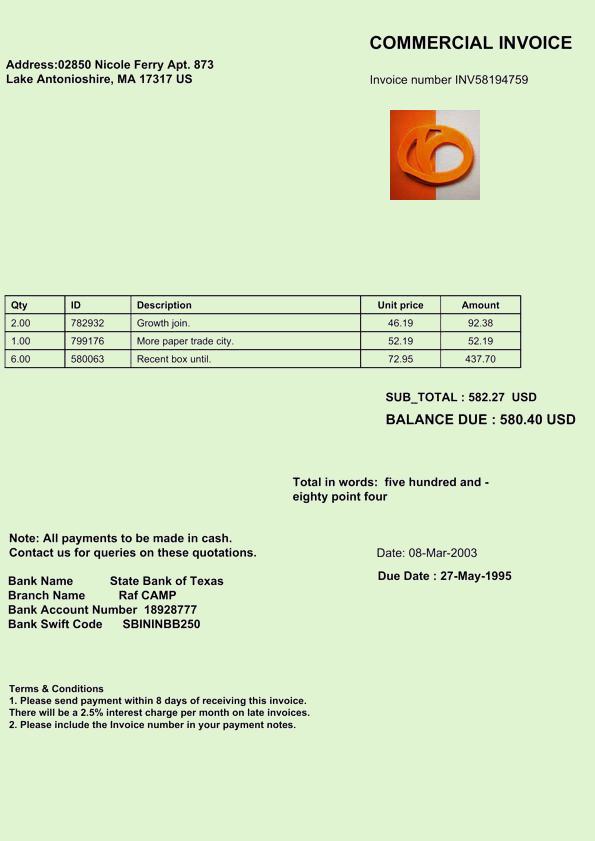 COMMERCIAL INVOICE
Address:02850 Nicole Ferry Apt. 873
Lake Antonioshire, MA 17317 US
Invoice number INV58194759
Qty ID Description Unit price Amount
2.00 782932 Growth join. 46.19 92.38
1.00 799176 More paper trade city. 52.19 52.19
6.00 580063 Recent box until. 72.95 437.70
SUB_TOTAL : 582.27 USD
BALANCE DUE : 580.40 USD
Total in words: five hundred and -
eighty point four
Note: All payments to be made in cash.
Contact us for queries on these quotations.
Date: 08-Mar-2003
Due Date : 27-May-1995
Bank Name State Bank of Texas
Branch Name Raf CAMP
Bank Account Number 18928777
Bank Swift Code SBININBB250
Terms & Conditions
1. Please send payment within 8 days of receiving this invoice.
There will be a 2.5% interest charge per month on late invoices.
2. Please include the Invoice number in your payment notes.